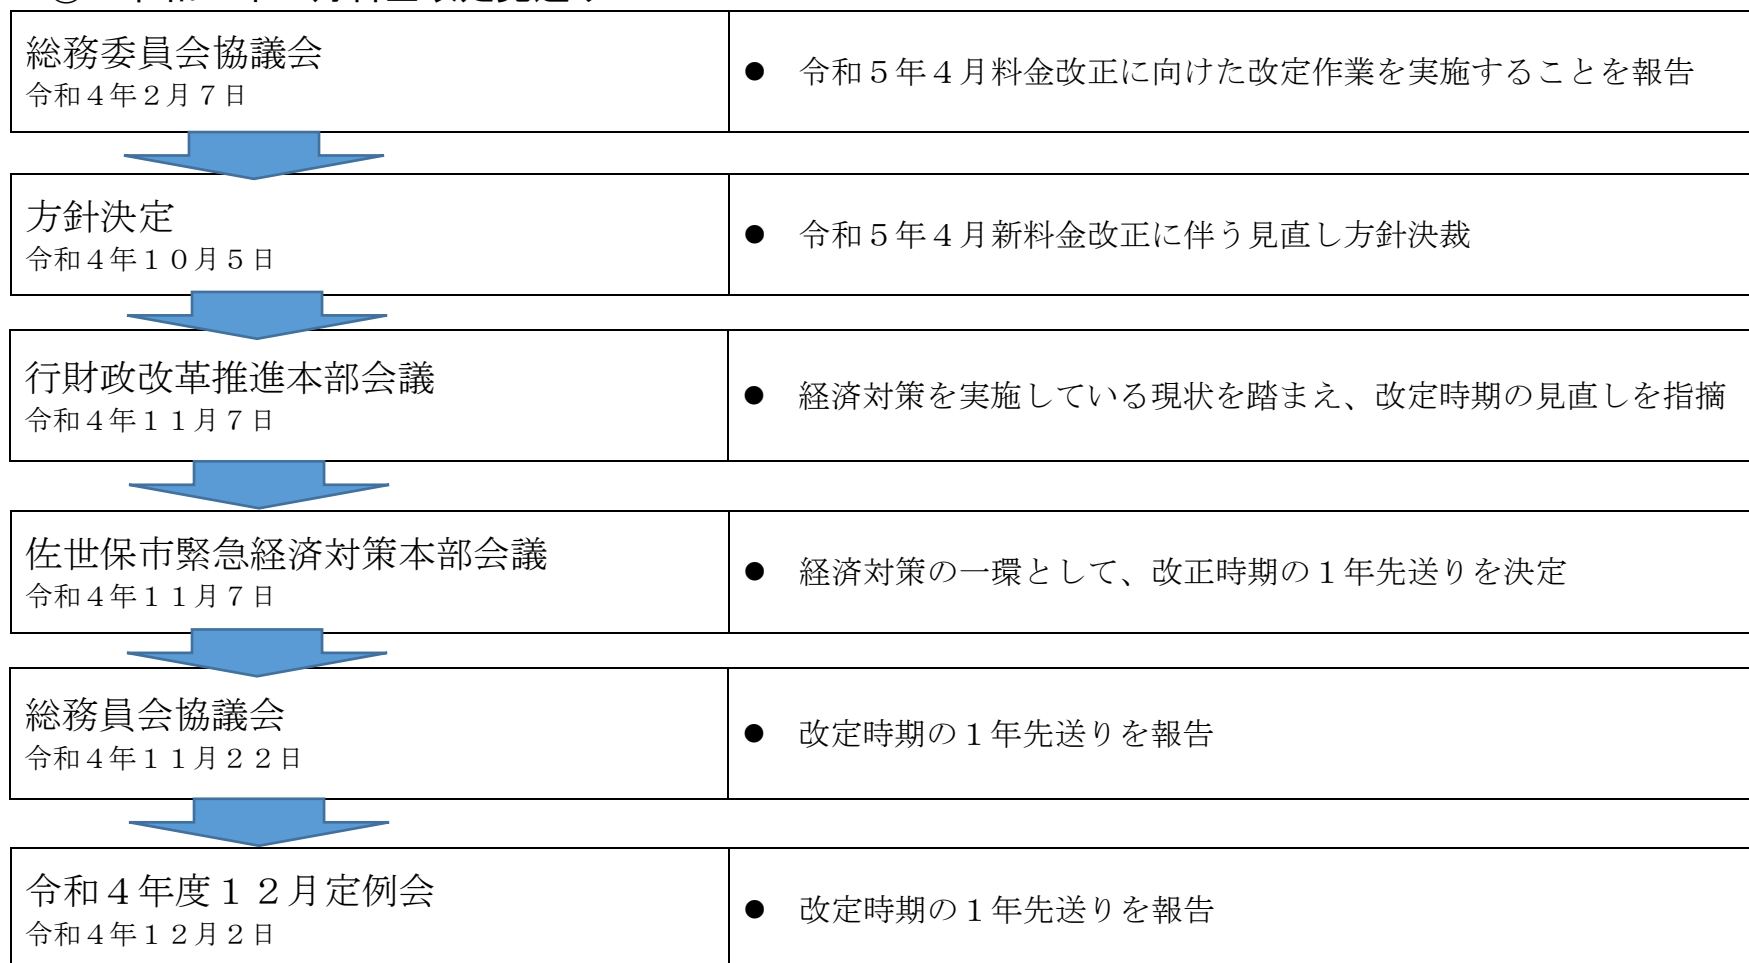 総務委員会協議会
令和４年２月７日
● 令和５年４月料金改正に向けた改定作業を実施することを報告
方針決定
令和４年１０月５日
● 令和５年４月新料金改正に伴う見直し方針決裁
行財政改革推進本部会議
令和４年１１月７日
● 経済対策を実施している現状を踏まえ、改定時期の見直しを指摘
佐世保市緊急経済対策本部会議
令和４年１１月７日
● 経済対策の一環として、改正時期の１年先送りを決定
総務員会協議会
令和４年１１月２２日
● 改定時期の１年先送りを報告
令和４年度１２月定例会
令和４年１２月２日
● 改定時期の１年先送りを報告